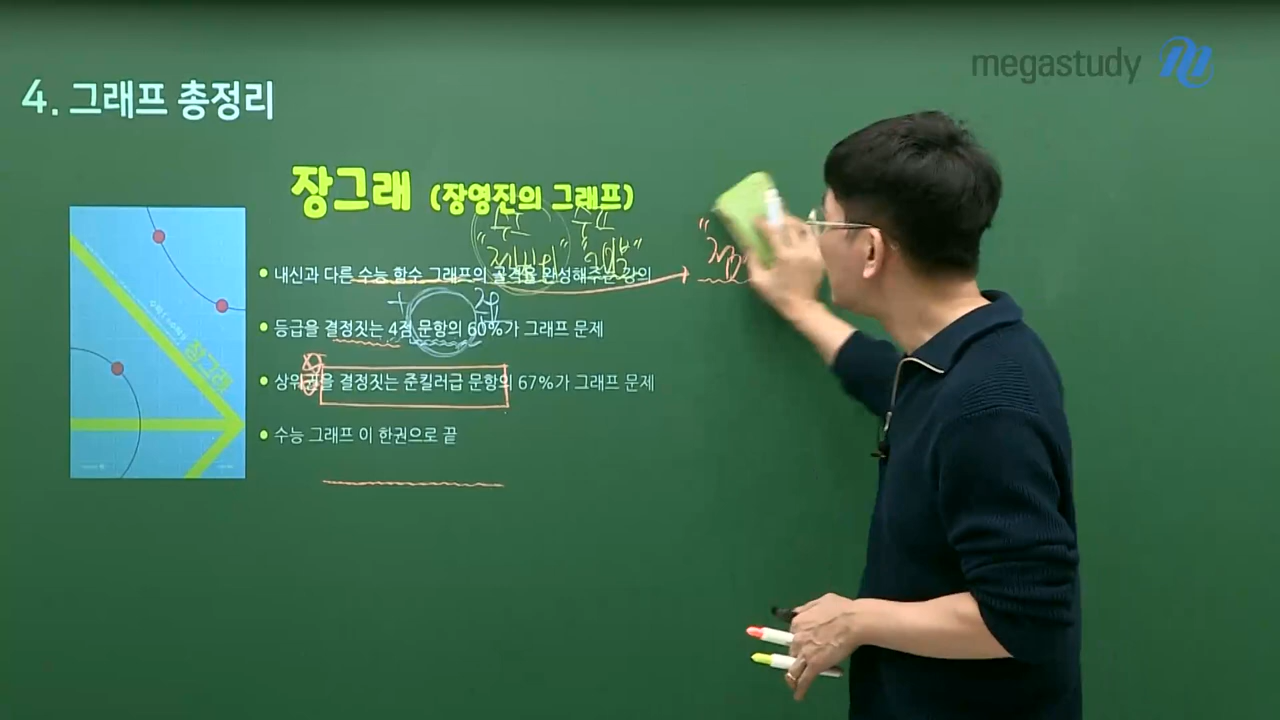 megastudy
4. 그래프 총정리
장그래 (장영진의 그래프)
내신과 다른 수능 함수 그래프의 골격을 완성해주는 강의
등급을 결정짓는 4점 문항의 60%가 그래프 문제
상위권을 결정짓는 준킬러급 문항의 67%가 그래프 문제
수능 그래프 이 한권으로 끝
장그래